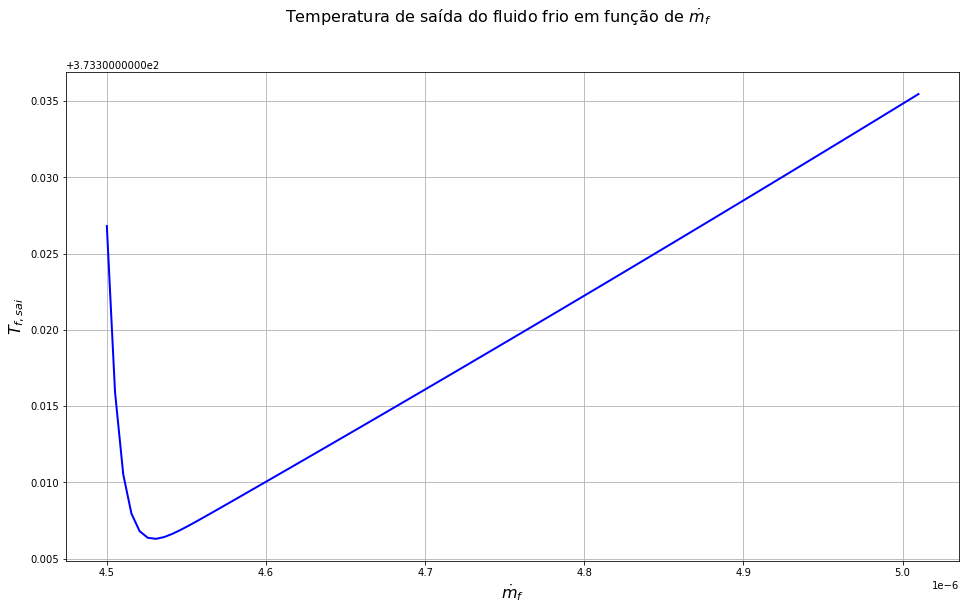 Temperatura de saída do fluido frio em função de ṁ_f
+3.7330000000e2
0.035
0.030
0.025
0.020
0.015
0.010
0.005
T_{f, sai}
4.5 4.6 4.7 4.8 4.9 5.0
1e−6
ṁ_f